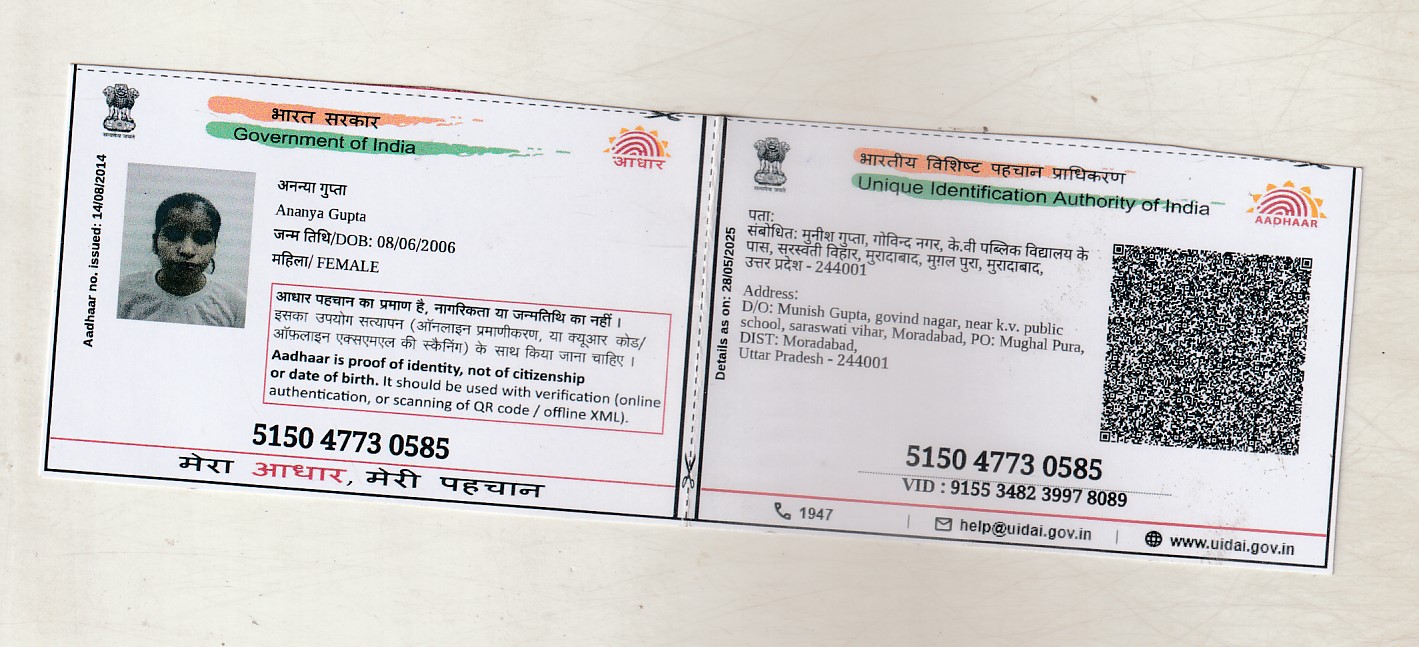 भारत सरकार
Government of India
आधार
Aadhaar no. issued: 14/08/2014
अनन्या गुप्ता
Ananya Gupta
जन्म तिथि/DOB: 08/06/2006
महिला/ FEMALE
आधार पहचान का प्रमाण है, नागरिकता या जन्मतिथि का नहीं ।
इसका उपयोग सत्यापन (ऑनलाइन प्रमाणीकरण, या क्यूआर कोड/
ऑफ़लाइन एक्सएमएल की स्कैनिंग) के साथ किया जाना चाहिए ।
Aadhaar is proof of identity, not of citizenship
or date of birth. It should be used with verification (online
authentication, or scanning of QR code / offline XML).
5150 4773 0585
मेरा आधार, मेरी पहचान
भारतीय विशिष्ट पहचान प्राधिकरण
Unique Identification Authority of India
AADHAAR
Details as on: 28/05/2025
पता:
संबोधित: मुनीश गुप्ता, गोविन्द नगर, के.वी पब्लिक विद्यालय के
पास, सरस्वती विहार, मुरादाबाद, मुगल पुरा, मुरादाबाद,
उत्तर प्रदेश - 244001
Address:
D/O: Munish Gupta, govind nagar, near k.v. public
school, saraswati vihar, Moradabad, PO: Mughal Pura,
DIST: Moradabad,
Uttar Pradesh - 244001
5150 4773 0585
VID : 9155 3482 3997 8089
1947 | help@uidai.gov.in | www.uidai.gov.in